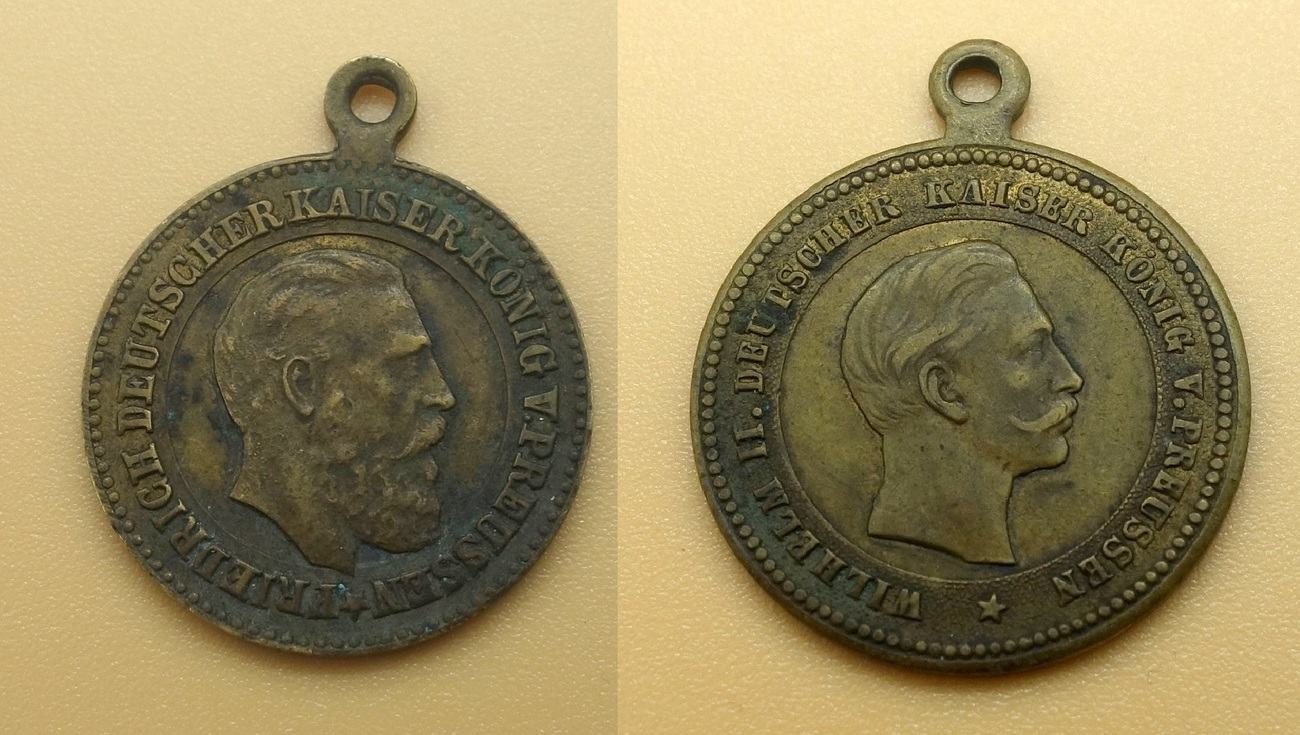 FRIEDRICH DEUTSCHER KAISER KÖNIG V.PREUSSEN
WILHELM II. DEUTSCHER KAISER KÖNIG V. PREUSSEN